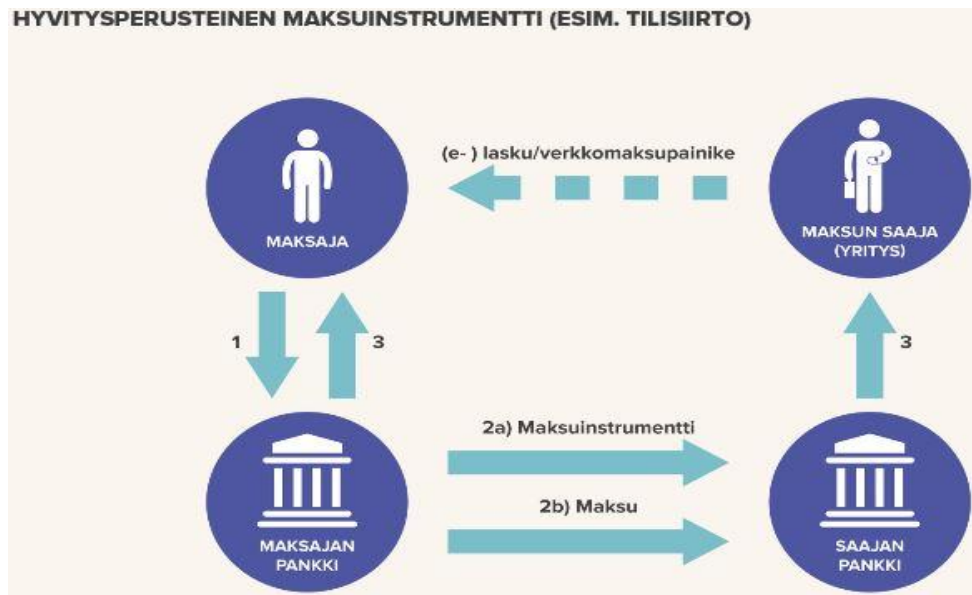 HYVITYSPERUSTEINEN MAKSUINSTRUMENTTI (ESIM. TILISIIRTO)
(e- ) lasku/verkkomaksupainike
MAKSAJA
MAKSUN SAAJA
(YRITYS)
1
3
3
2a) Maksuinstrumentti
2b) Maksu
MAKSAJAN
PANKKI
SAAJAN
PANKKI